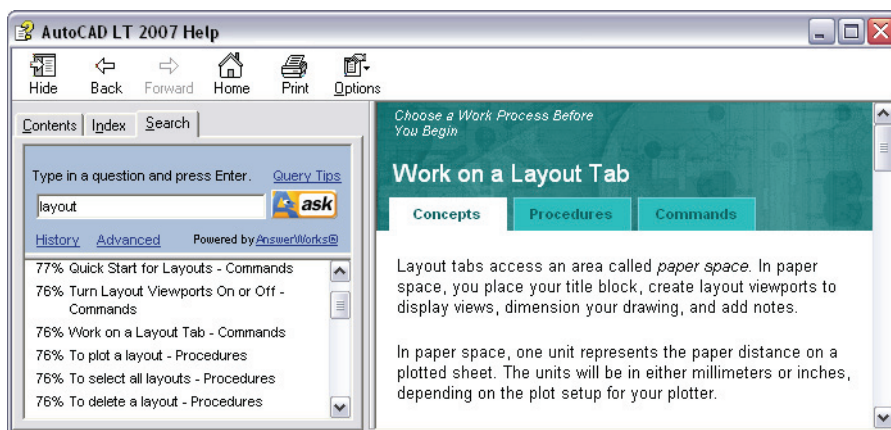 AutoCAD LT 2007 Help
Hide Back Forward Home Print Options
Contents Index Search
Type in a question and press Enter. Query Tips
layout ask
History Advanced Powered by AnswerWorks®
77% Quick Start for Layouts - Commands
76% Turn Layout Viewports On or Off -
Commands
76% Work on a Layout Tab - Commands
76% To plot a layout - Procedures
76% To select all layouts - Procedures
76% To delete a layout - Procedures
Choose a Work Process Before
You Begin
Work on a Layout Tab
Concepts Procedures Commands
Layout tabs access an area called paper space. In paper
space, you place your title block, create layout viewports to
display views, dimension your drawing, and add notes.
In paper space, one unit represents the paper distance on a
plotted sheet. The units will be in either millimeters or inches,
depending on the plot setup for your plotter.